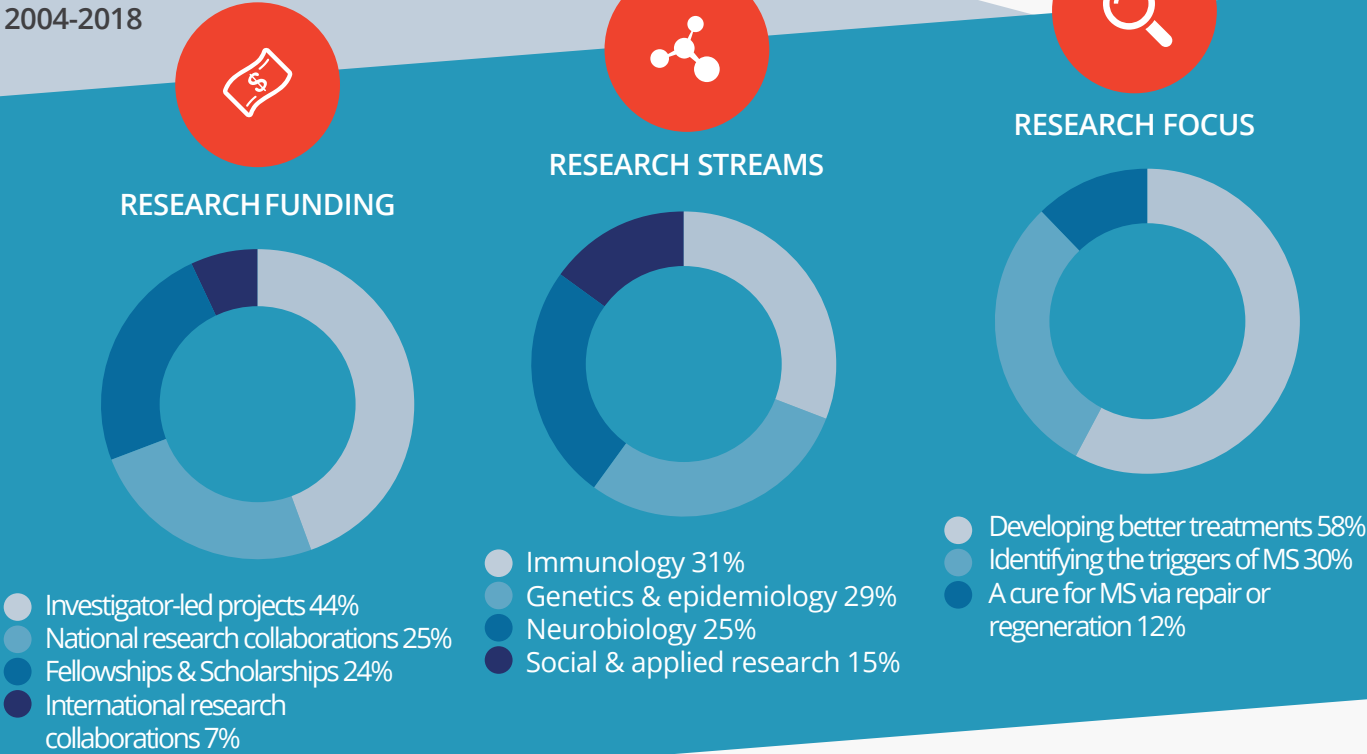 2004-2018
RESEARCH FUNDING
Investigator-led projects 44%
National research collaborations 25%
Fellowships & Scholarships 24%
International research
collaborations 7%
RESEARCH STREAMS
Immunology 31%
Genetics & epidemiology 29%
Neurobiology 25%
Social & applied research 15%
RESEARCH FOCUS
Developing better treatments 58%
Identifying the triggers of MS 30%
A cure for MS via repair or
regeneration 12%